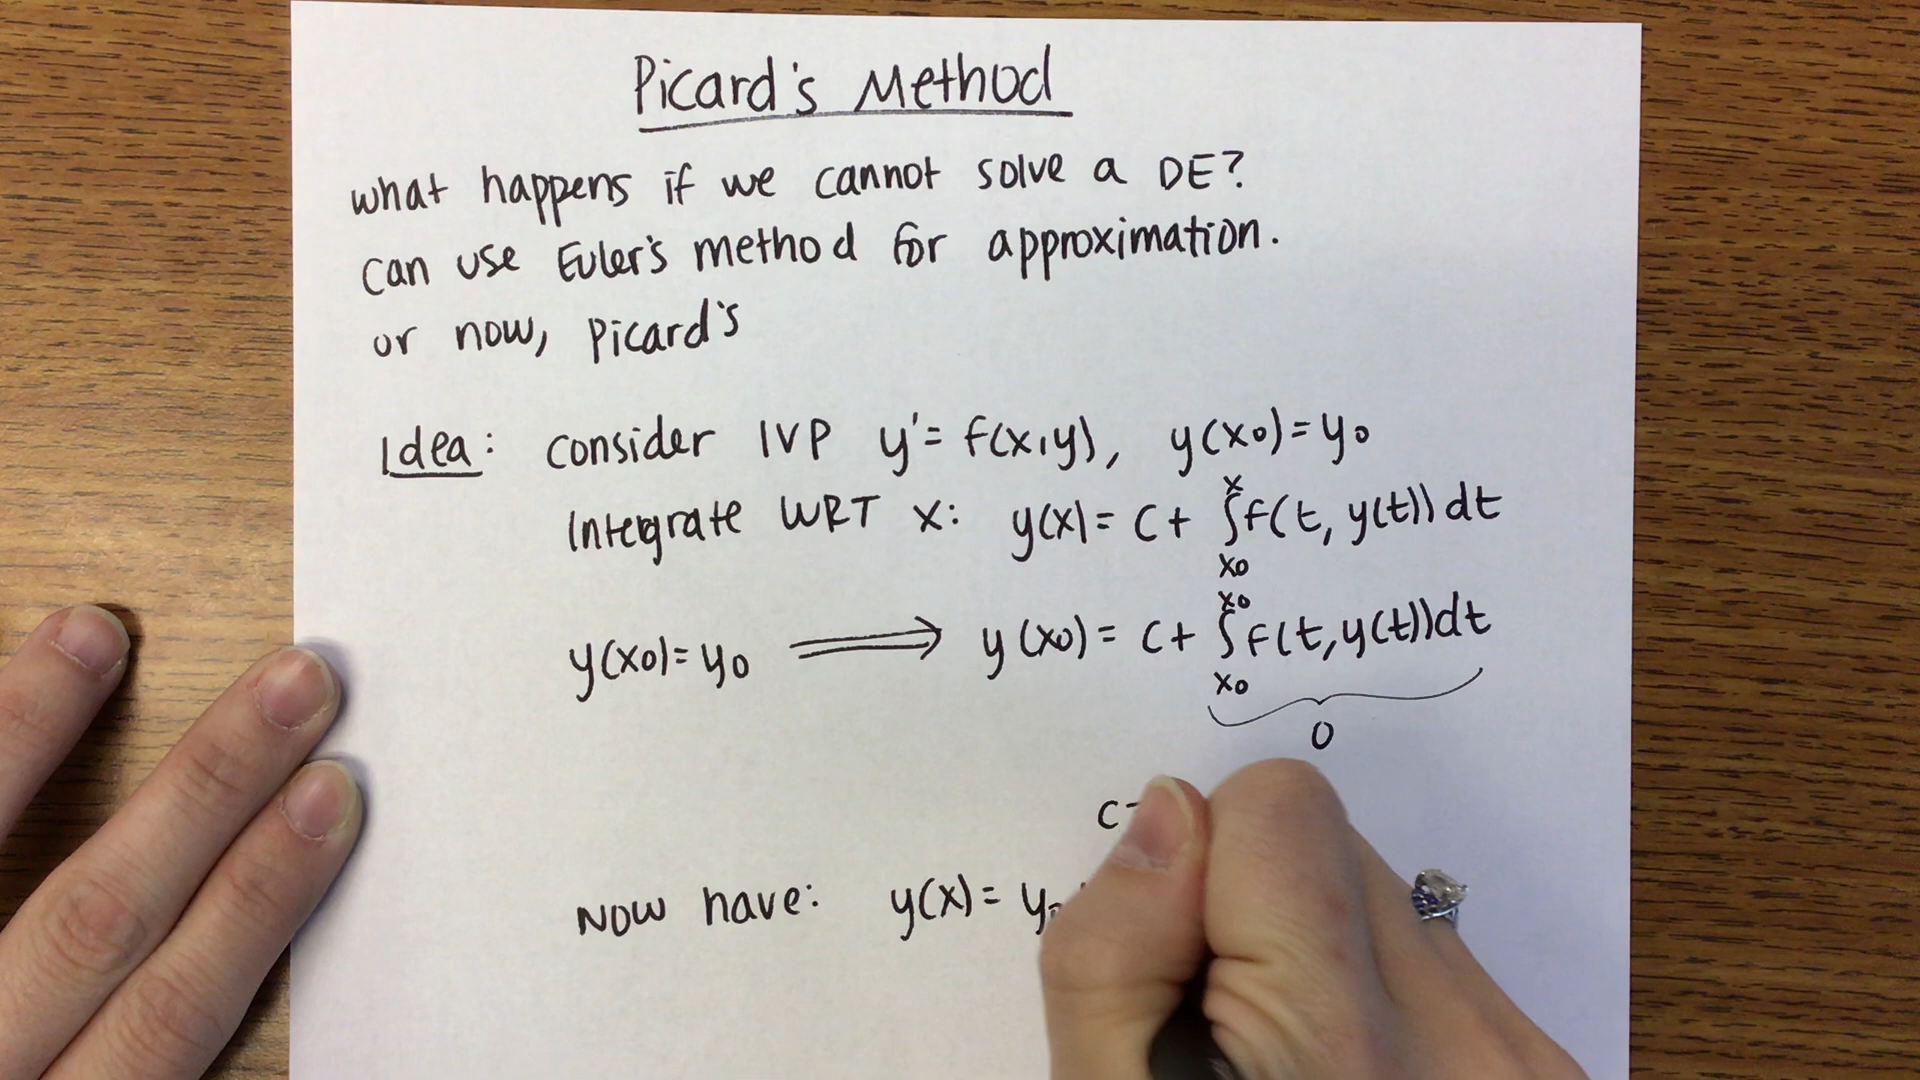 Picard's Method
what happens if we cannot solve a DE?
can use Euler's method for approximation.
or now, Picard's
Idea: consider IVP y' = f(x,y), y(x0) = y0
Integrate WRT x: y(x) = C + ∫_{x0}^{x} f(t, y(t)) dt
y(x0) = y0 ⟹ y(x0) = C + ∫_{x0}^{x0} f(t, y(t)) dt
0
C
NOW have: y(x) = y